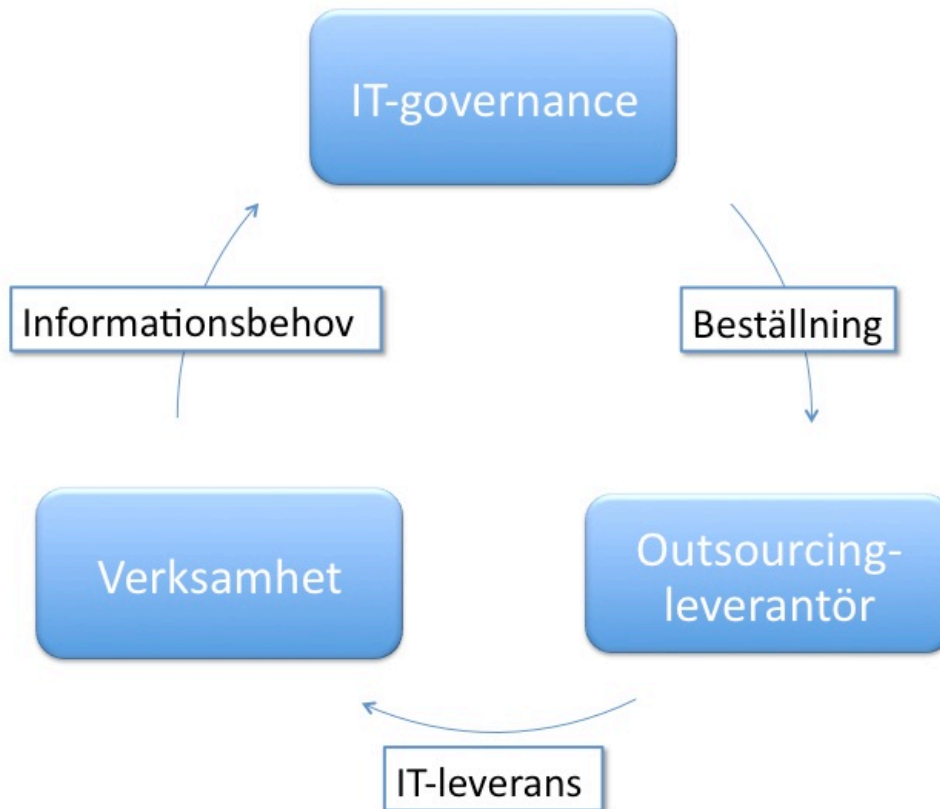 IT-governance
Informationsbehov
Beställning
Verksamhet
Outsourcing-
leverantör
IT-leverans